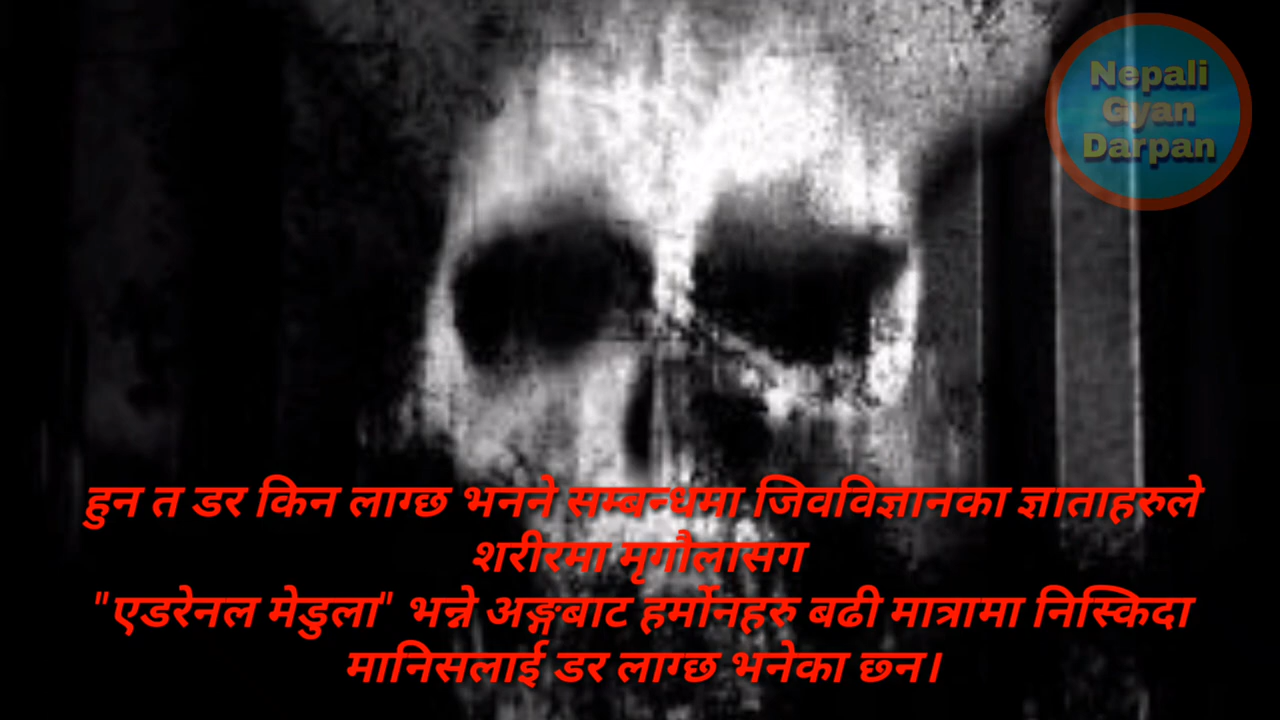 Nepali
Gyan
Darpan
हुन त डर किन लाग्छ भनने सम्बन्धमा जिवविज्ञानका ज्ञाताहरुले
शरीरमा मृगौलासग
"एडरेनल मेडुला" भन्ने अङ्गबाट हर्मोनहरु बढी मात्रामा निस्किदा
मानिसलाई डर लाग्छ भनेका छन।